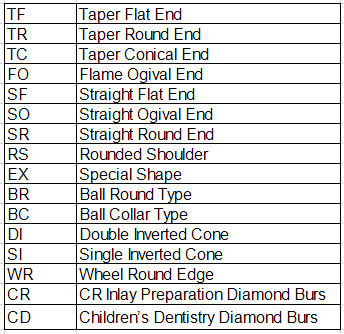 TF Taper Flat End
TR Taper Round End
TC Taper Conical End
FO Flame Ogival End
SF Straight Flat End
SO Straight Ogival End
SR Straight Round End
RS Rounded Shoulder
EX Special Shape
BR Ball Round Type
BC Ball Collar Type
DI Double Inverted Cone
SI Single Inverted Cone
WR Wheel Round Edge
CR CR Inlay Preparation Diamond Burs
CD Children's Dentistry Diamond Burs